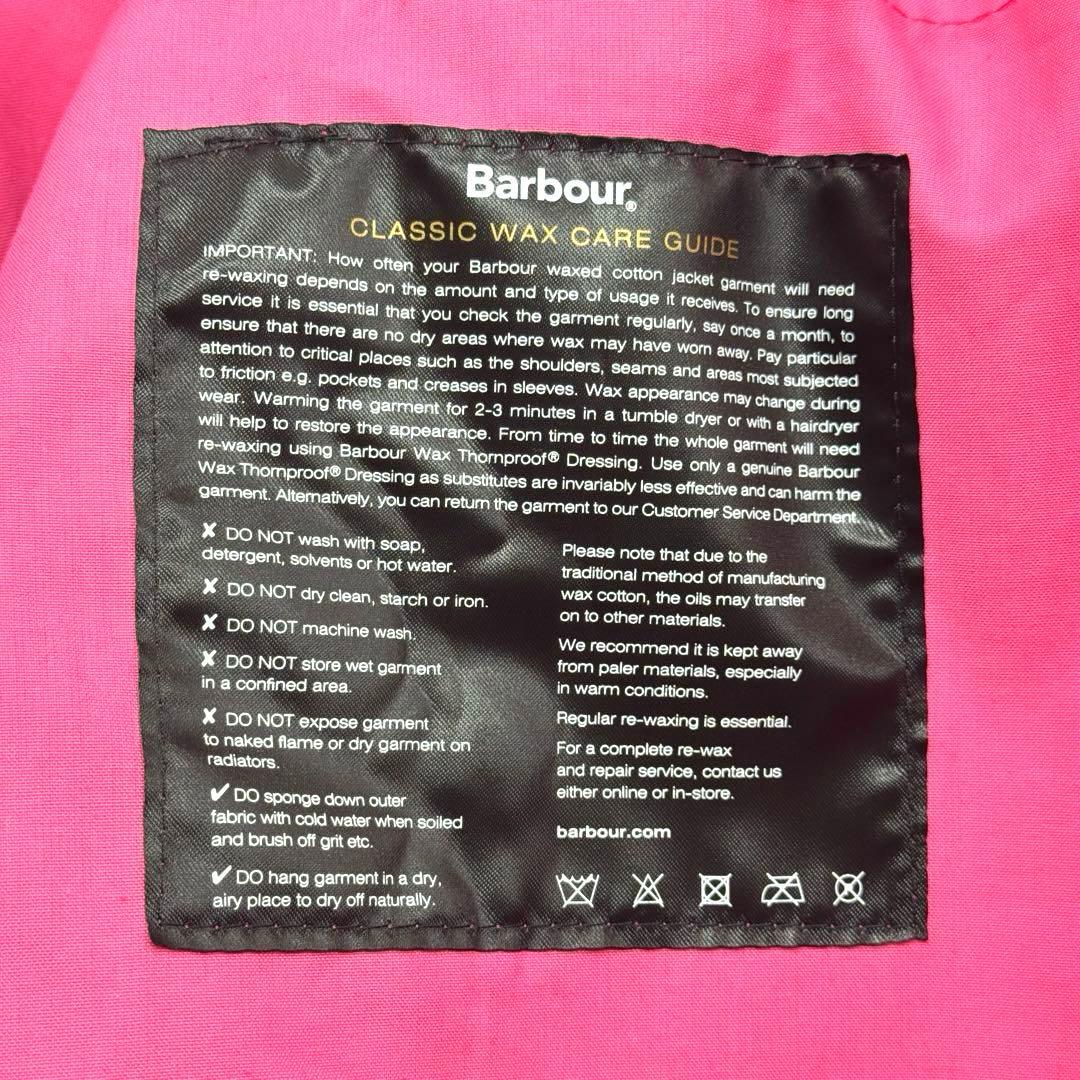 Barbour®
CLASSIC WAX CARE GUIDE
IMPORTANT: How often your Barbour waxed cotton jacket garment will need
re-waxing depends on the amount and type of usage it receives. To ensure long
service it is essential that you check the garment regularly, say once a month, to
ensure that there are no dry areas where wax may have worn away. Pay particular
attention to critical places such as the shoulders, seams and areas most subjected
to friction e.g. pockets and creases in sleeves. Wax appearance may change during
wear. Warming the garment for 2-3 minutes in a tumble dryer or with a hairdryer
will help to restore the appearance. From time to time the whole garment will need
re-waxing using Barbour Wax Thornproof® Dressing. Use only a genuine Barbour
Wax Thornproof® Dressing as substitutes are invariably less effective and can harm the
garment. Alternatively, you can return the garment to our Customer Service Department.
✘ DO NOT wash with soap,
detergent, solvents or hot water.
✘ DO NOT dry clean, starch or iron.
✘ DO NOT machine wash.
✘ DO NOT store wet garment
in a confined area.
✘ DO NOT expose garment
to naked flame or dry garment on
radiators.
✔ DO sponge down outer
fabric with cold water when soiled
and brush off grit etc.
✔ DO hang garment in a dry,
airy place to dry off naturally.
Please note that due to the
traditional method of manufacturing
wax cotton, the oils may transfer
on to other materials.
We recommend it is kept away
from paler materials, especially
in warm conditions.
Regular re-waxing is essential.
For a complete re-wax
and repair service, contact us
either online or in-store.
barbour.com